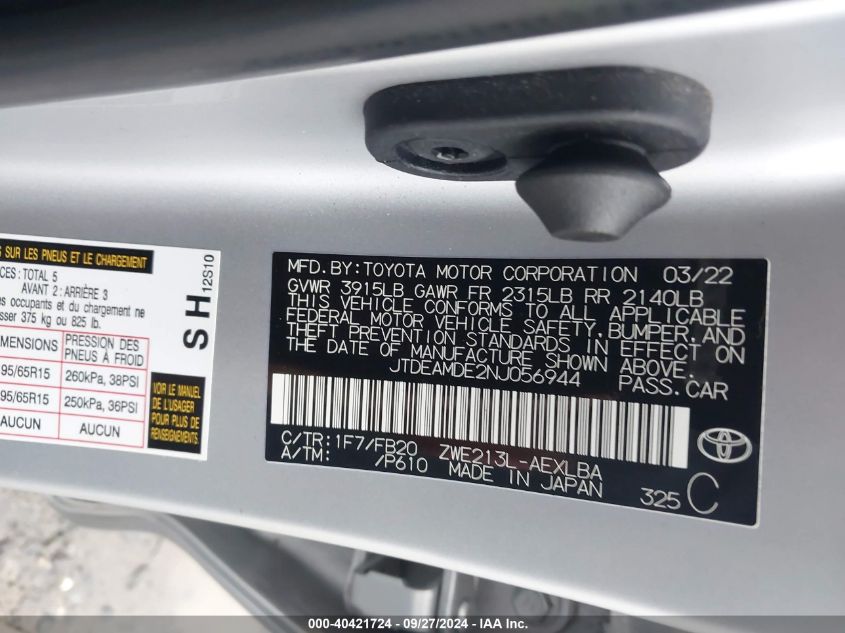 S SUR LES PNEUS ET LE CHARGEMENT
CES : TOTAL 5
AVANT 2 : ARRIÈRE 3
occupants et du chargement ne
sser 375 kg ou 825 lb.
MENSIONS PRESSION DES PNEUS À FROID
95/65R15 260kPa, 38PSI
95/65R15 250kPa, 36PSI
AUCUN AUCUN
VOIR LE MANUEL
DE L'USAGER
POUR PLUS DE
RENSEIGNEMENTS
S H 12S10
MFD. BY: TOYOTA MOTOR CORPORATION 03/22
GVWR 3915LB GAWR FR 2315LB RR 2140LB
THIS VEHICLE CONFORMS TO ALL APPLICABLE
FEDERAL MOTOR VEHICLE SAFETY, BUMPER, AND
THEFT PREVENTION STANDARDS IN EFFECT ON
THE DATE OF MANUFACTURE SHOWN ABOVE.
JTDEAMDE2NJ056944 PASS. CAR
C/TR: 1F7/FB20 ZWE213L-AEXLBA
A/TM: /P610 MADE IN JAPAN 325 C
TOYOTA
000-40421724 - 09/27/2024 - IAA Inc.